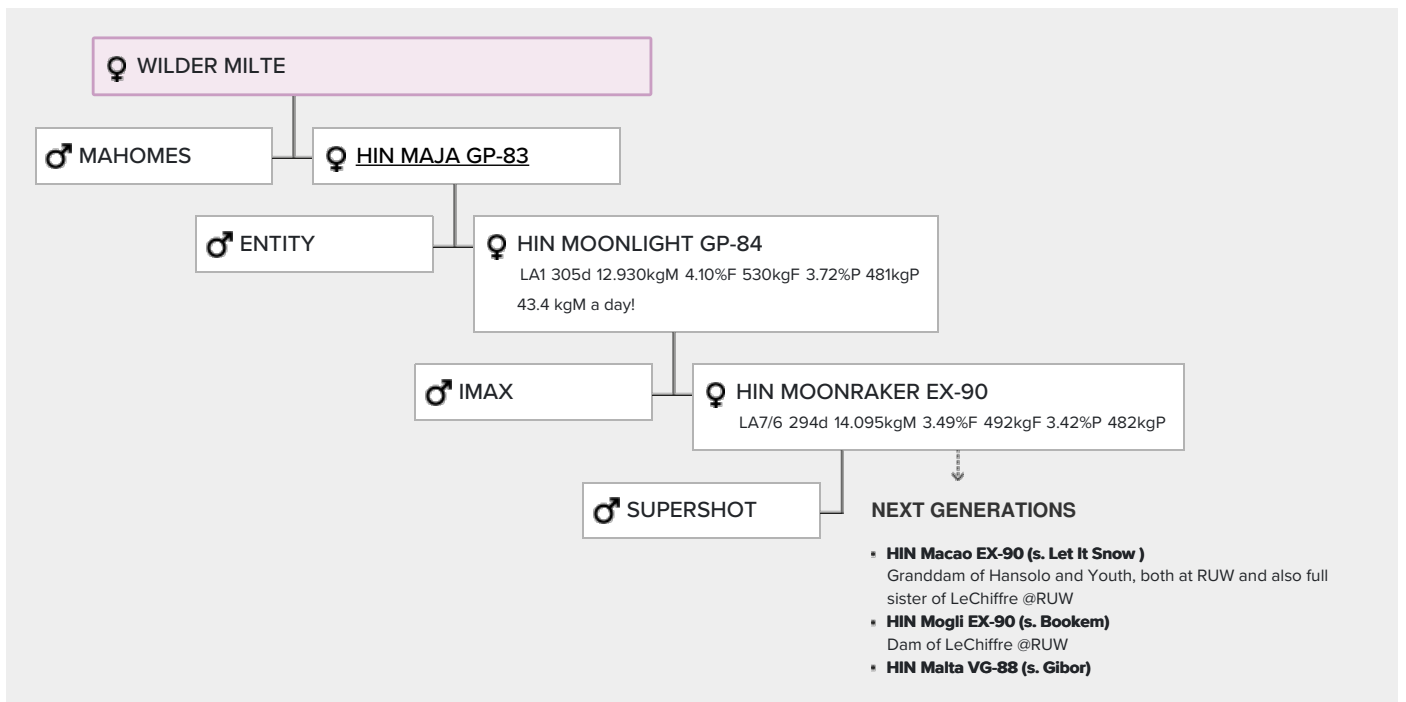 WILDER MILTE
MAHOMES
HIN MAJA GP-83
ENTITY
HIN MOONLIGHT GP-84
LA1 305d 12.930kgM 4.10%F 530kgF 3.72%P 481kgP
43.4 kgM a day!
IMAX
HIN MOONRAKER EX-90
LA7/6 294d 14.095kgM 3.49%F 492kgF 3.42%P 482kgP
SUPERSHOT
NEXT GENERATIONS
HIN Macao EX-90 (s. Let It Snow )
Granddam of Hansolo and Youth, both at RUW and also full
sister of LeChiffre @RUW
HIN Mogli EX-90 (s. Bookem)
Dam of LeChiffre @RUW
HIN Malta VG-88 (s. Gibor)